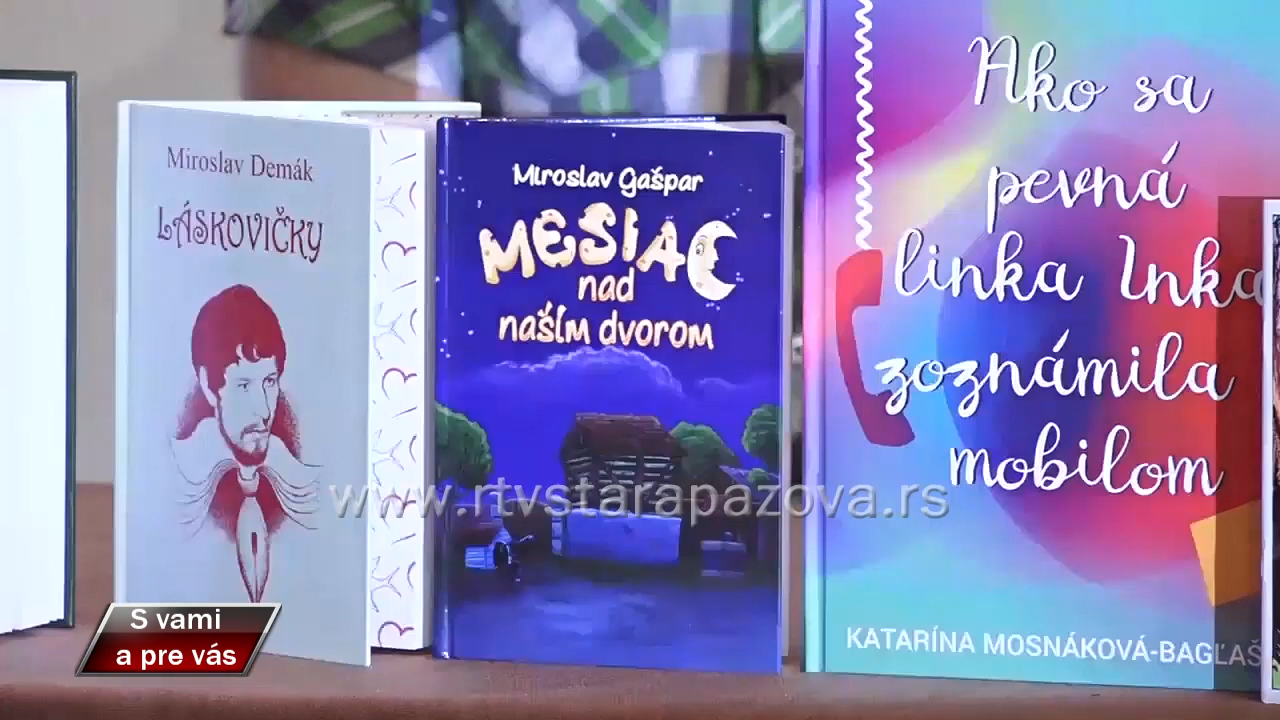 Miroslav Demák
LÁSKOVIČKY
Miroslav Gašpar
MESIAC
nad
naším dvorom
Ako sa
pevná
linka Inka
zoznámila
mobilom
KATARÍNA MOSNÁKOVÁ-BAGĽAŠ
www.rtvstarapazova.rs
S vami
a pre vás